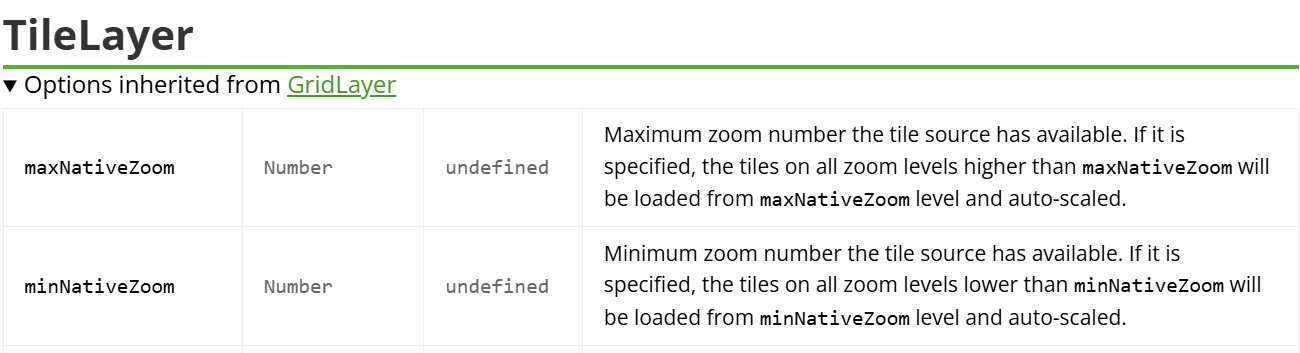 TileLayer
▼ Options inherited from GridLayer
maxNativeZoom Number undefined Maximum zoom number the tile source has available. If it is
specified, the tiles on all zoom levels higher than maxNativeZoom will
be loaded from maxNativeZoom level and auto-scaled.
minNativeZoom Number undefined Minimum zoom number the tile source has available. If it is
specified, the tiles on all zoom levels lower than minNativeZoom will
be loaded from minNativeZoom level and auto-scaled.